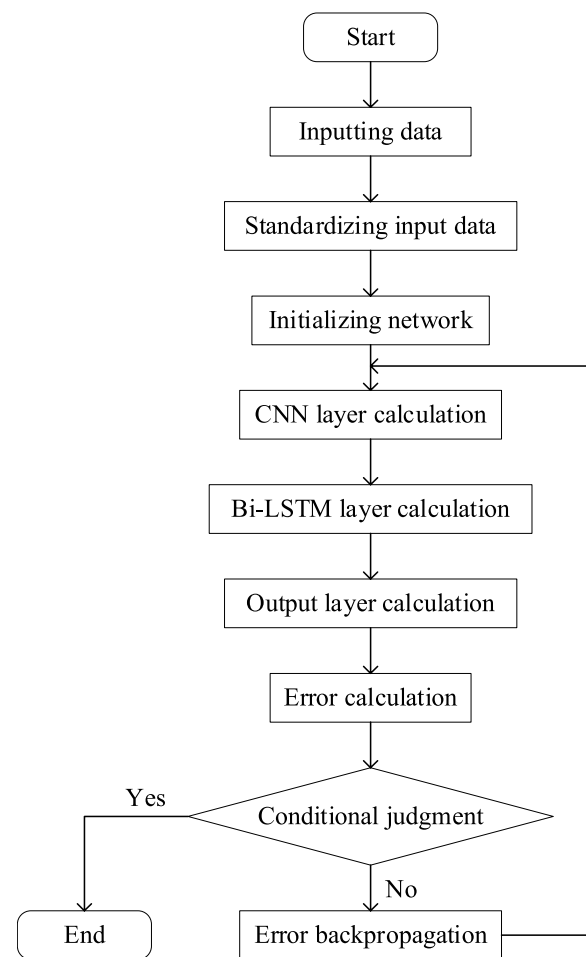 Start
Inputting data
Standardizing input data
Initializing network
CNN layer calculation
Bi-LSTM layer calculation
Output layer calculation
Error calculation
Yes
Conditional judgment
No
End
Error backpropagation